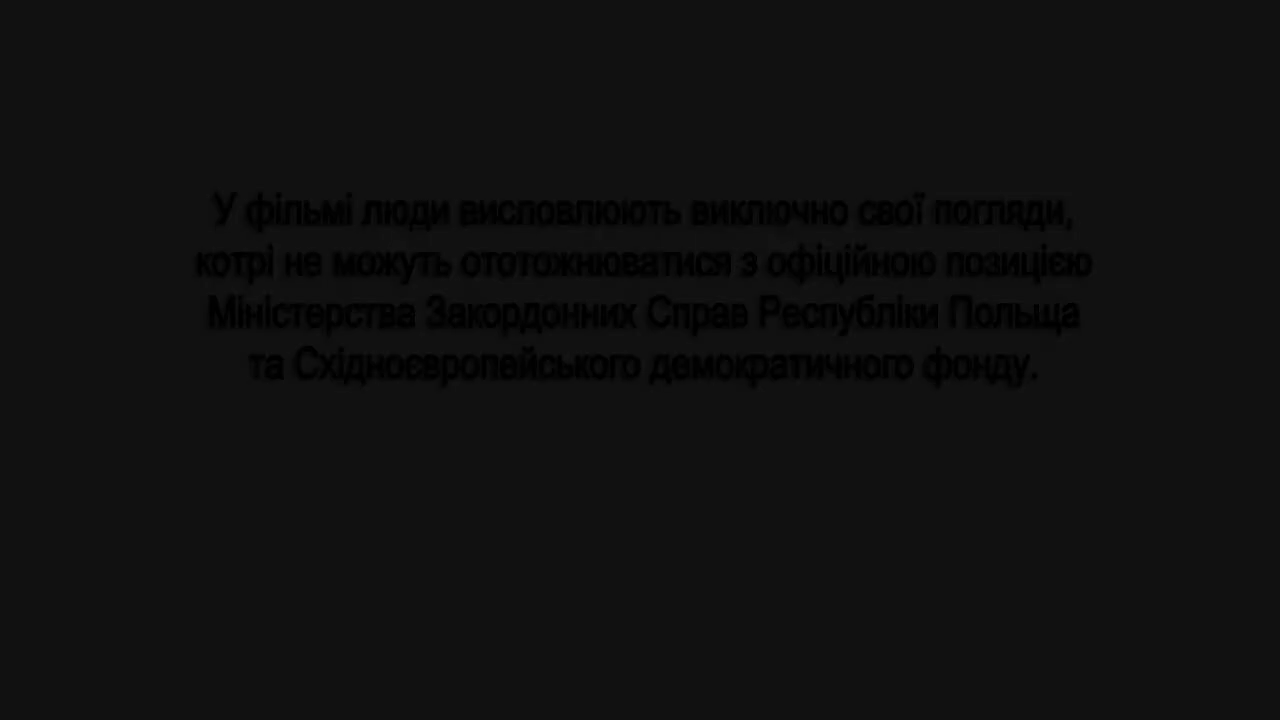 У фільмі люди висловлюють виключно свої погляди,
котрі не можуть ототожнюватися з офіційною позицією
Міністерства Закордонних Справ Республіки Польща
та Східноєвропейського демократичного фонду.